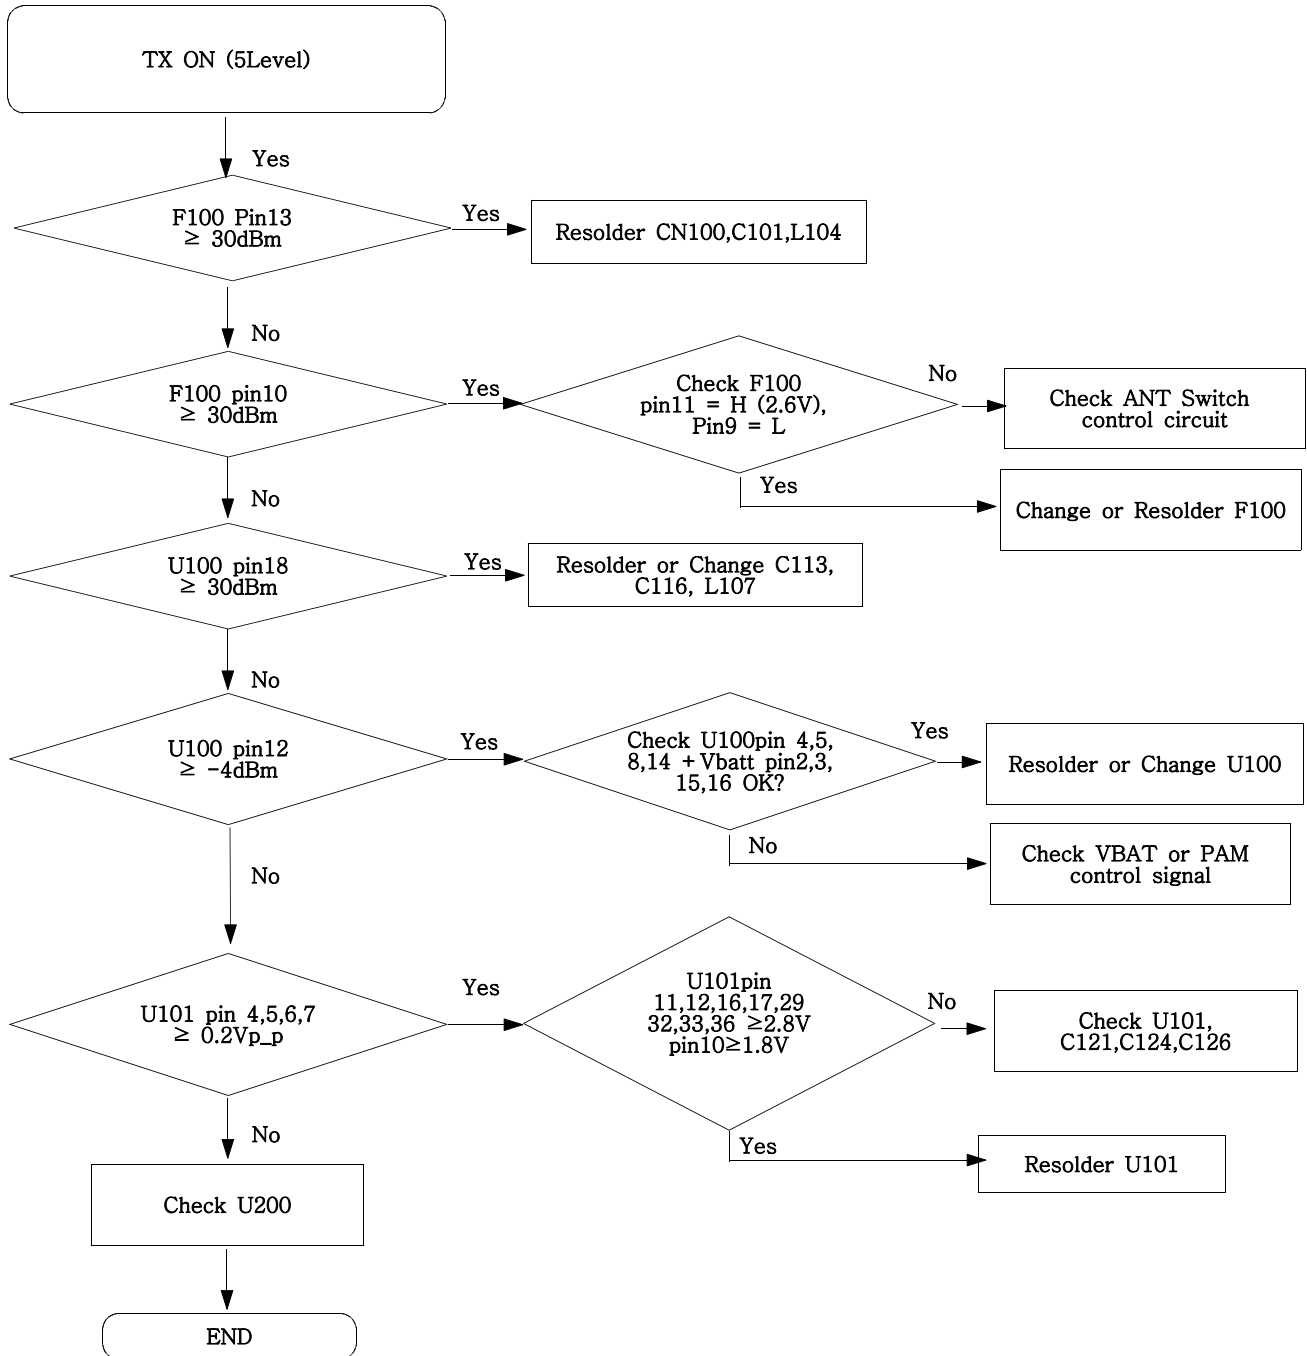 TX ON (5Level)
Yes
F100 Pin13
≥ 30dBm
Yes
Resolder CN100,C101,L104
No
F100 pin10
≥ 30dBm
Yes
Check F100
pin11 = H (2.6V),
Pin9 = L
No
Check ANT Switch
control circuit
Yes
Change or Resolder F100
No
U100 pin18
≥ 30dBm
Yes
Resolder or Change C113,
C116, L107
No
U100 pin12
≥ -4dBm
Yes
Check U100pin 4,5,
8,14 +Vbatt pin2,3,
15,16 OK?
Yes
Resolder or Change U100
No
Check VBAT or PAM
control signal
No
U101 pin 4,5,6,7
≥ 0.2Vp_p
Yes
U101pin
11,12,16,17,29
32,33,36 ≥2.8V
pin10≥1.8V
No
Check U101,
C121,C124,C126
Yes
Resolder U101
No
Check U200
END